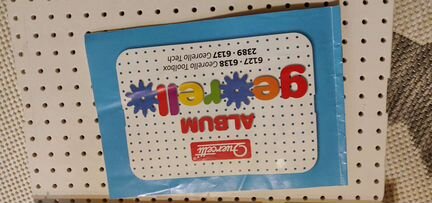 Quercetti
ALBUM
georello
6127 - 6138 Georello Toolbox
2389 - 6137 Georello Tech